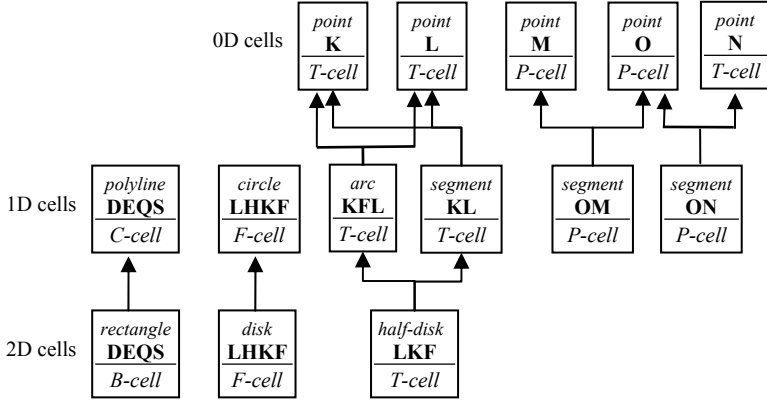 0D cells
point
K
T-cell
point
L
T-cell
point
M
P-cell
point
O
P-cell
point
N
T-cell
1D cells
polyline
DEQS
C-cell
circle
LHKF
F-cell
arc
KFL
T-cell
segment
KL
T-cell
segment
OM
P-cell
segment
ON
P-cell
2D cells
rectangle
DEQS
B-cell
disk
LHKF
F-cell
half-disk
LKF
T-cell